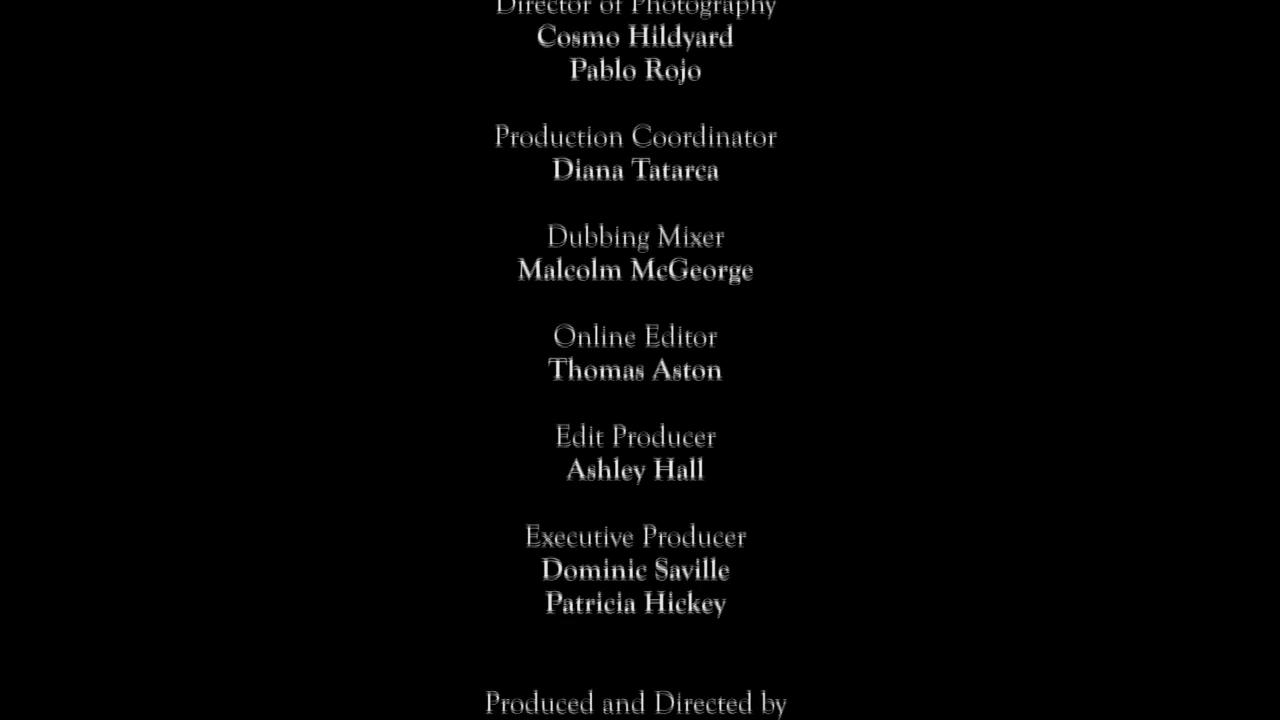 Director of Photography
Cosmo Hildyard
Pablo Rojo
Production Coordinator
Diana Tatarca
Dubbing Mixer
Malcolm McGeorge
Online Editor
Thomas Aston
Edit Producer
Ashley Hall
Executive Producer
Dominic Saville
Patricia Hickey
Produced and Directed by